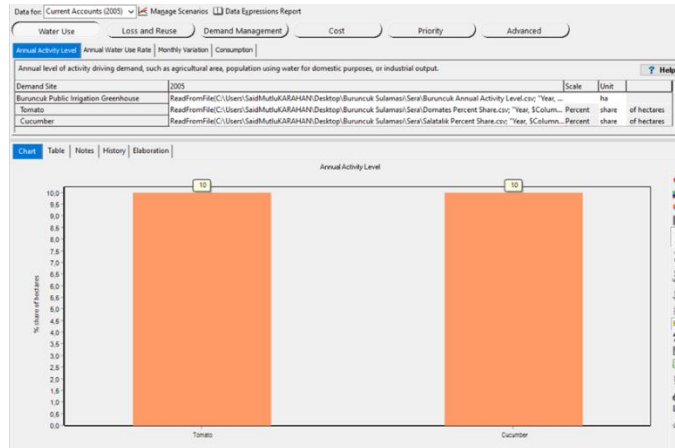 Data for: Current Accounts (2005) Manage Scenarios Data Expressions Report
Water Use Loss and Reuse Demand Management Cost Priority Advanced
Annual Activity Level Annual Water Use Rate Monthly Variation Consumption
Annual level of activity driving demand, such as agricultural area, population using water for domestic purposes, or industrial output. ? Help
Demand Site 2005 Scale Unit
Buruncuk Public Irrigation Greenhouse ReadFromFile(C:\Users\SaidMutluKARAHAN\Desktop\Buruncuk Sulamasi\Sera\Buruncuk Annual Activity Level.csv; "Year, ... ha
Tomato ReadFromFile(C:\Users\SaidMutluKARAHAN\Desktop\Buruncuk Sulamasi\Sera\Domates Percent Share.csv; "Year, $Colum... Percent share of hectares
Cucumber ReadFromFile(C:\Users\SaidMutluKARAHAN\Desktop\Buruncuk Sulamasi\Sera\Salatalik Percent Share.csv; "Year, $Column... Percent share of hectares
Chart Table Notes History Elaboration
Annual Activity Level
10 10
10,0
9,5
9,0
8,5
8,0
7,5
7,0
6,5
6,0
5,5
5,0
4,5
4,0
3,5
3,0
2,5
2,0
1,5
1,0
0,5
0,0
% share of hectares
Tomato Cucumber